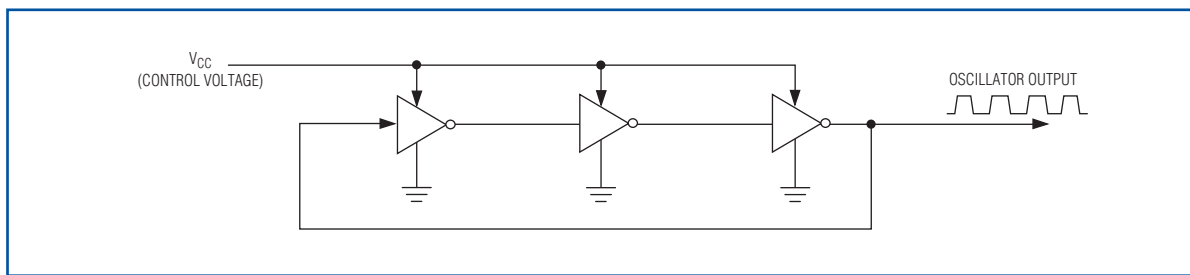 VCC
(CONTROL VOLTAGE)
OSCILLATOR OUTPUT